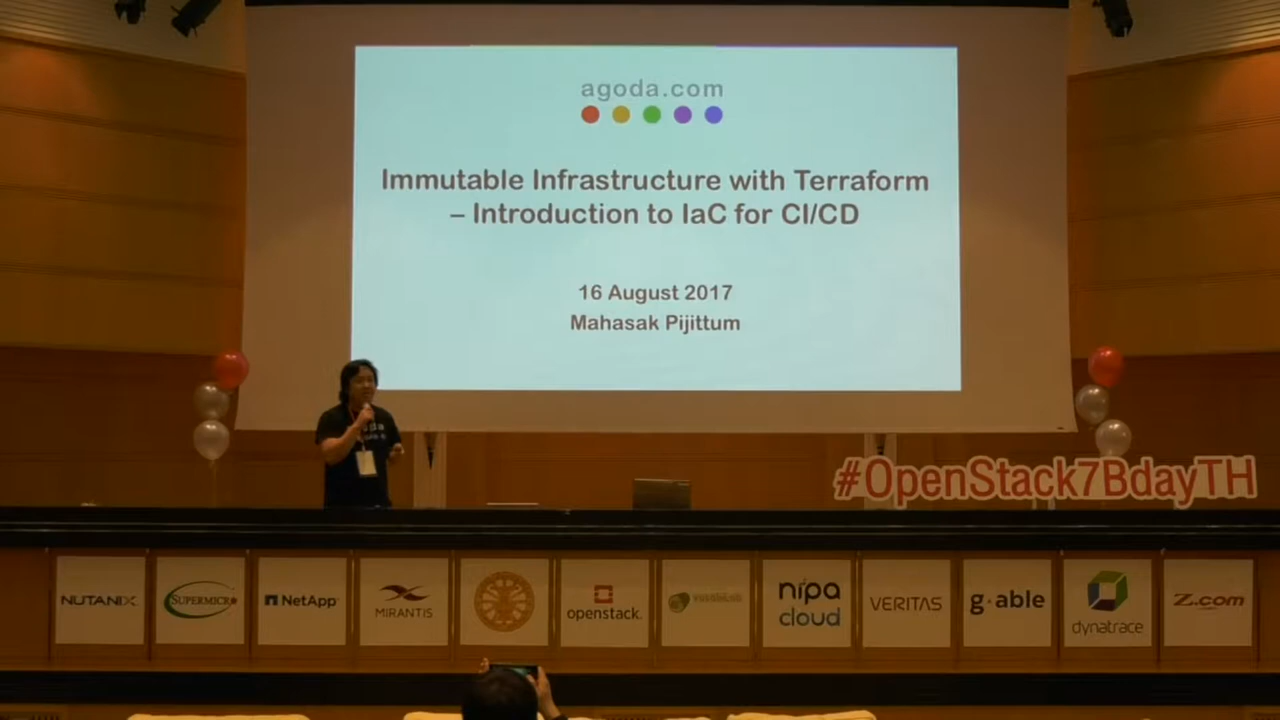 agoda.com
Immutable Infrastructure with Terraform
– Introduction to IaC for CI/CD
16 August 2017
Mahasak Pijittum
#OpenStack7BdayTH
NUTANIX
SUPERMICRO
NetApp
MIRANTIS
openstack.
nipa
cloud
VERITAS
g·able
dynatrace
Z.com